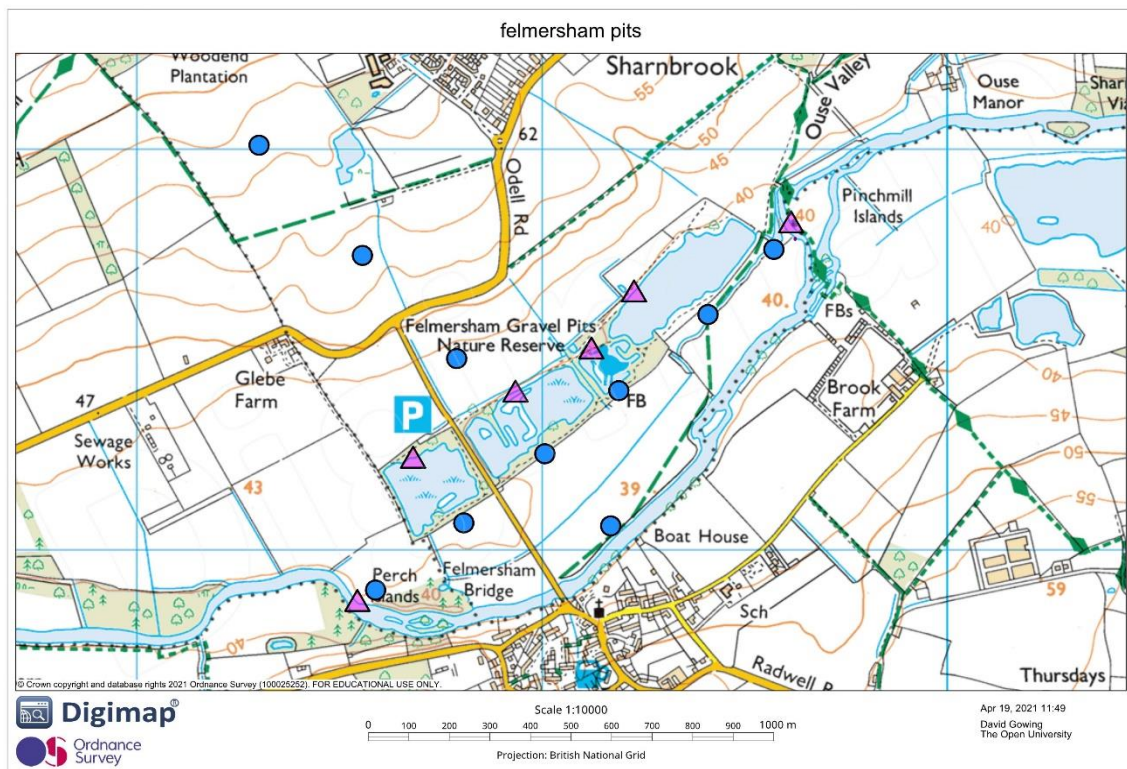 felmersham pits
Woodend
Plantation
Sharnbrook
55
50
45
40
Ouse Valley
Ouse
Manor
62
Odell Rd
Pinchmill
Islands
40
40
40.
FBs
Felmersham Gravel Pits
Nature Reserve
Glebe
Farm
47
P
FB
Brook
Farm
40
45
50
55
Sewage
Works
43
39.
Boat House
Perch
40
Felmersham
Bridge
59
Sch
40
Radwell
Thursdays
© Crown copyright and database rights 2021 Ordnance Survey (100025252). FOR EDUCATIONAL USE ONLY.
Digimap®
Ordnance
Survey
Scale 1:10000
0 100 200 300 400 500 600 700 800 900 1000 m
Projection: British National Grid
Apr 19, 2021 11:49
David Gowing
The Open University